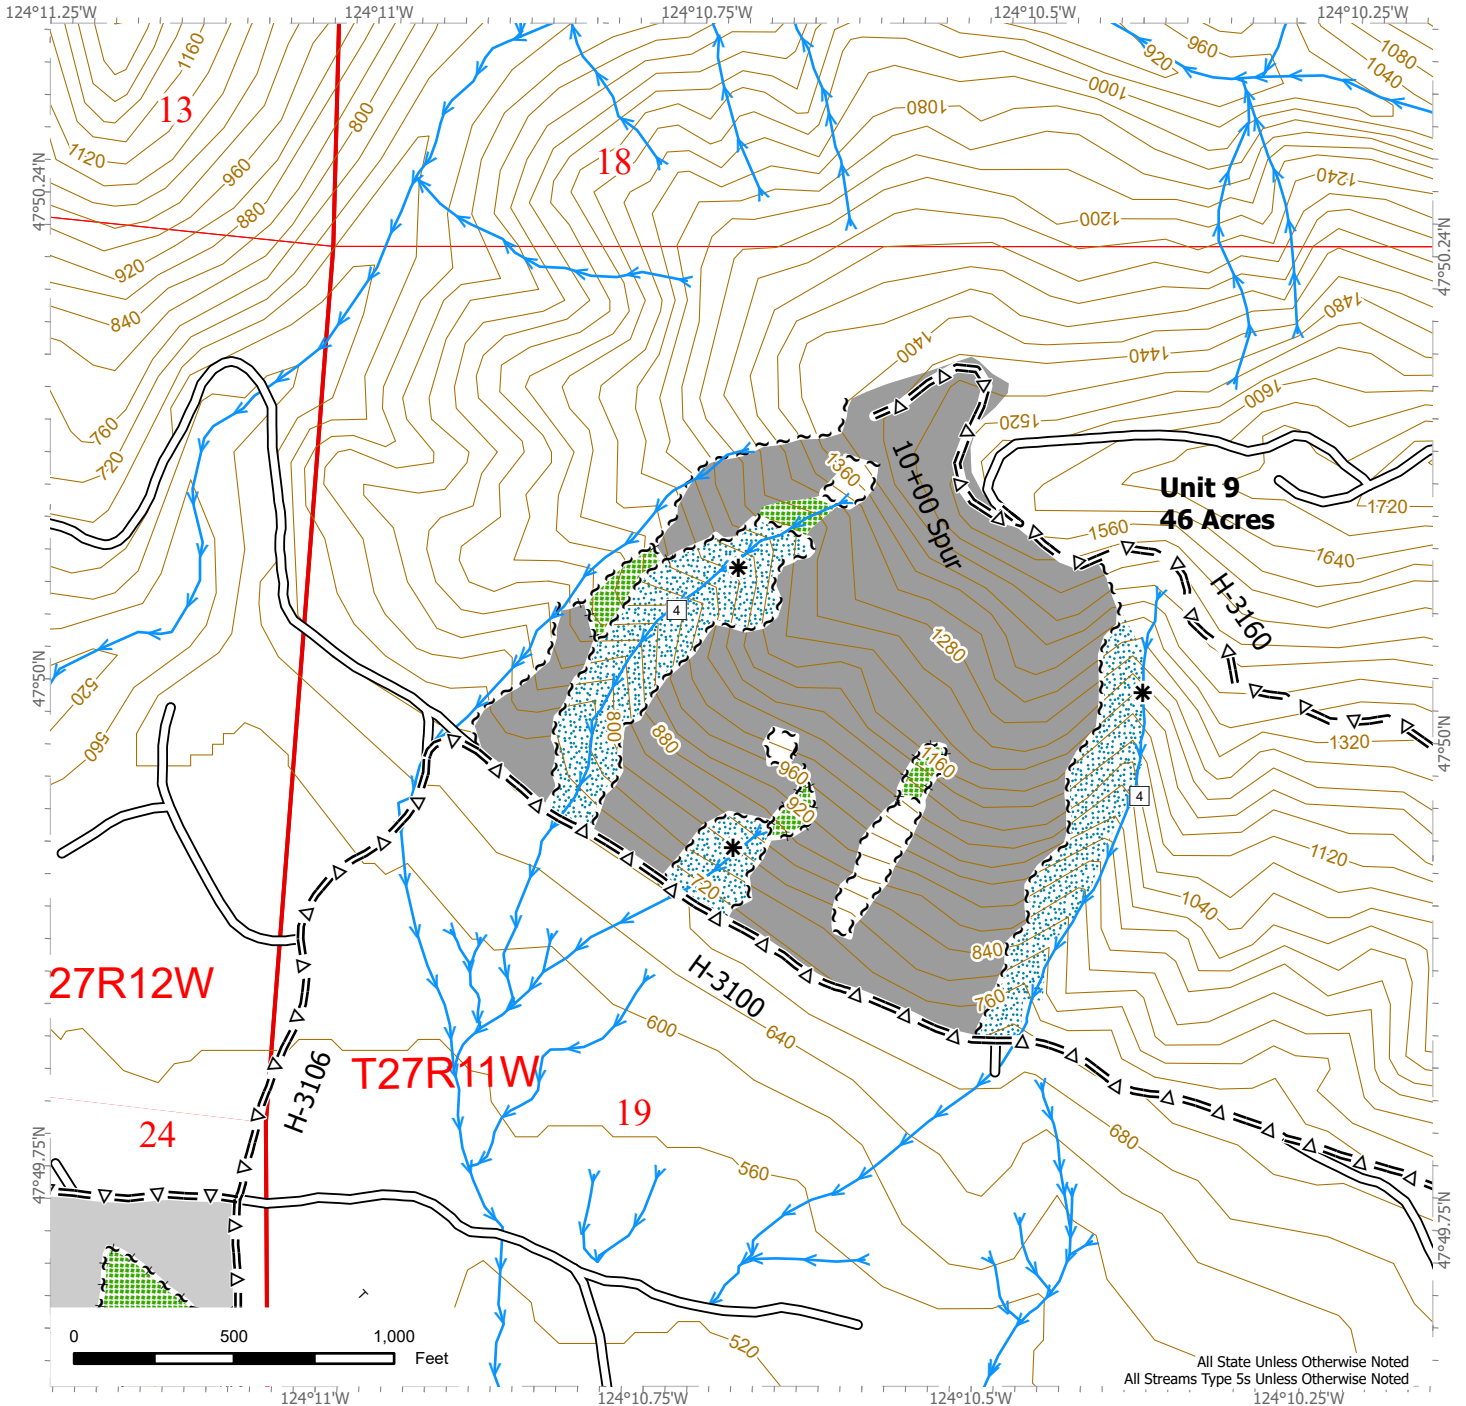 124°11.25'W
124°11'W
124°10.75'W
124°10.5'W
124°10.25'W
1160
960
920
1080
1040
13
800
1000
1080
1120
18
47°50.24'N
960
1240
880
1200
47°50.24'N
920
1480
840
1400
1440
1600
760
1520
720
1360
10+00 Spur
Unit 9
46 Acres
1720
1560
1640
H-3160
4
1280
47°50'N
520
800
880
560
1320
47°50'N
960
1160
4
920
1120
720
1040
840
27R12W
H-3100
760
600
640
T27R11W
H-3106
19
24
680
47°49.75'N
560
47°49.75'N
0
500
1,000
Feet
520
All State Unless Otherwise Noted
All Streams Type 5s Unless Otherwise Noted
124°11'W
124°10.75'W
124°10.5'W
124°10.25'W